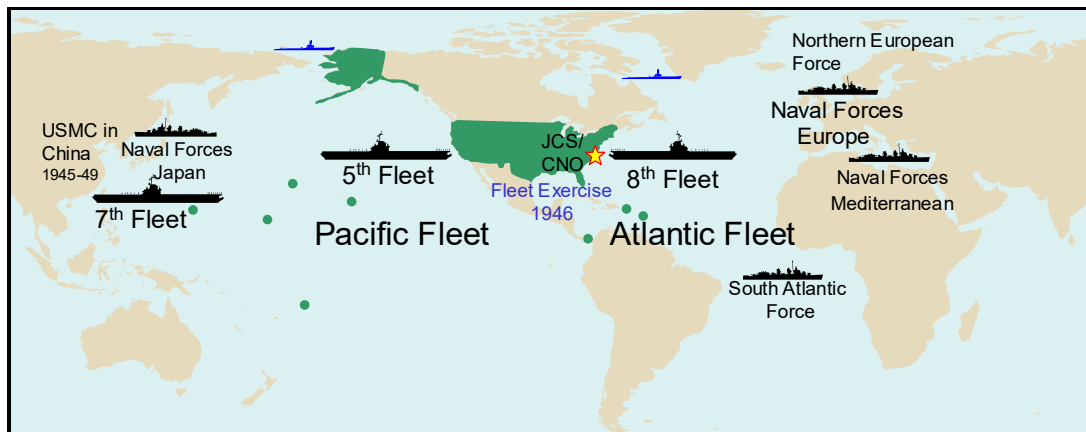 Northern European
Force
Naval Forces
Europe
USMC in
China
1945-49
Naval Forces
Japan
JCS/
CNO
7th Fleet
5th Fleet
8th Fleet
Fleet Exercise
1946
Naval Forces
Mediterranean
Pacific Fleet
Atlantic Fleet
South Atlantic
Force